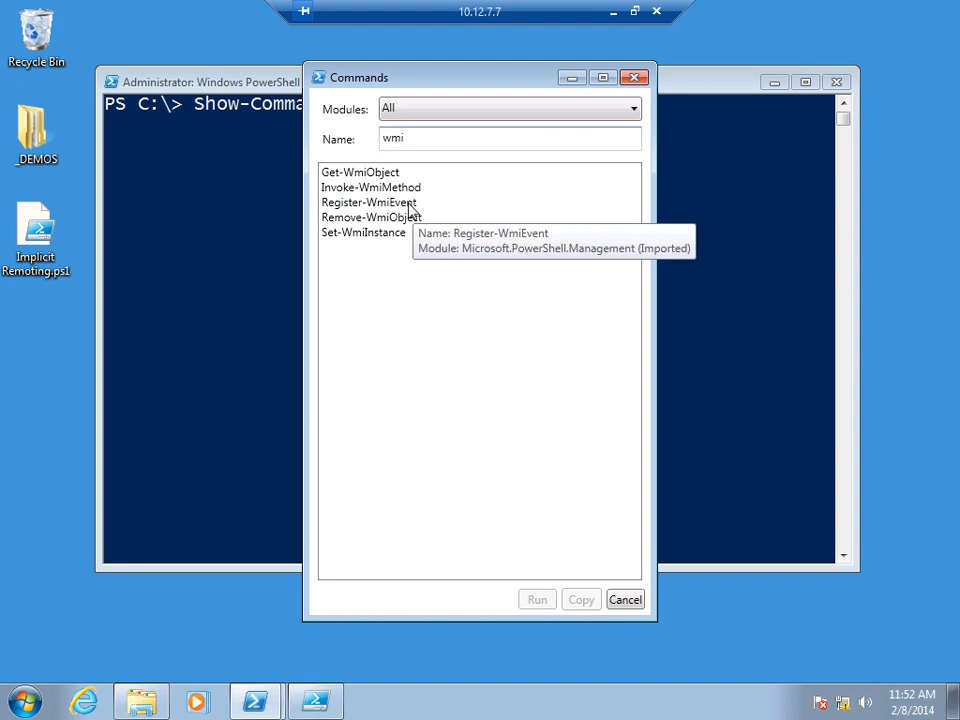 10.12.7.7
Recycle Bin
_DEMOS
Implicit
Remoting.ps1
Administrator: Windows PowerShell
PS C:\> Show-Comma
Commands
Modules:
All
Name:
wmi
Get-WmiObject
Invoke-WmiMethod
Register-WmiEvent
Remove-WmiObject
Set-WmiInstance
Name: Register-WmiEvent
Module: Microsoft.PowerShell.Management (Imported)
Run
Copy
Cancel
11:52 AM
2/8/2014